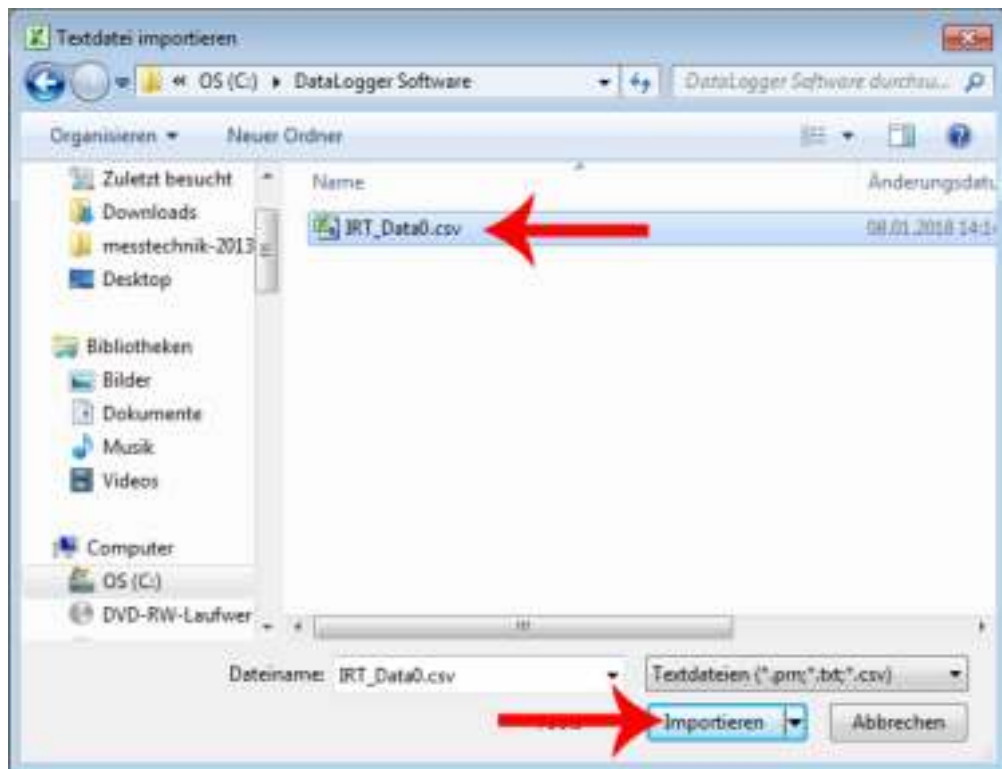 Textdatei importieren
« OS (C:) ▸ DataLogger Software
DataLogger Software durchsu...
Organisieren Neuer Ordner
Zuletzt besucht
Downloads
messtechnik-2013
Desktop
Bibliotheken
Bilder
Dokumente
Musik
Videos
Computer
OS (C:)
DVD-RW-Laufwer
Name Änderungsdatu
IRT_Data0.csv 08.01.2018 14:1
Dateiname: IRT_Data0.csv Textdateien (*.prn;*.txt;*.csv)
Importieren Abbrechen